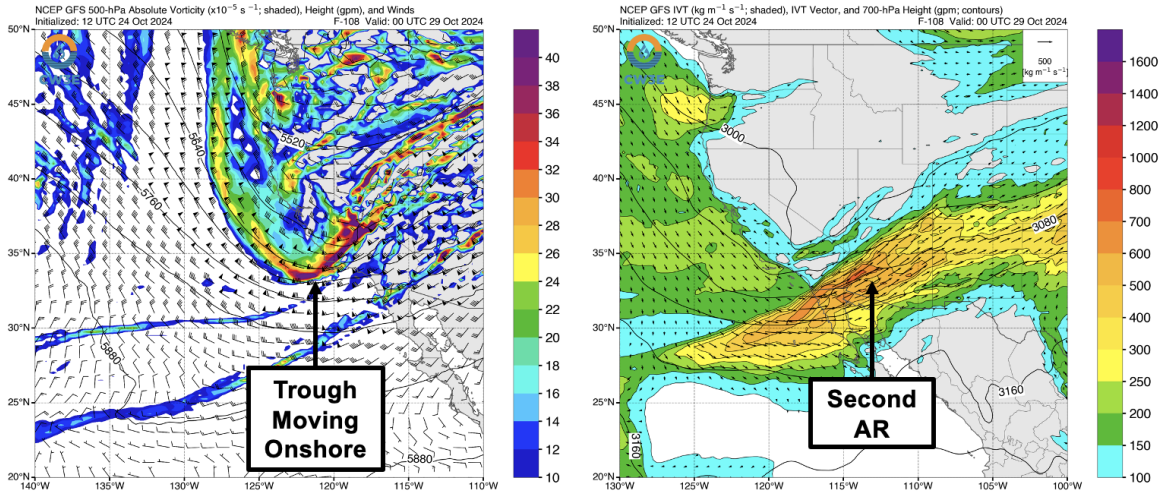 NCEP GFS 500-hPa Absolute Vorticity (x10⁻⁵ s ⁻¹; shaded), Height (gpm), and Winds
Initialized: 12 UTC 24 Oct 2024 F-108 Valid: 00 UTC 29 Oct 2024
50°N
45°N
40°N
35°N
30°N
25°N
20°N
140°W 135°W 130°W 125°W 120°W 115°W 110°W
CW3E
5520
5640
5760
5880
5880
Trough
Moving
Onshore
40
38
36
34
32
30
28
26
24
22
20
18
16
14
12
10
NCEP GFS IVT (kg m⁻¹ s⁻¹; shaded), IVT Vector, and 700-hPa Height (gpm; contours)
Initialized: 12 UTC 24 Oct 2024 F-108 Valid: 00 UTC 29 Oct 2024
50°N
45°N
40°N
35°N
30°N
25°N
20°N
130°W 125°W 120°W 115°W 110°W 105°W 100°W
CW3E
500
[kg m⁻¹ s⁻¹]
3000
3080
3160
3160
Second
AR
1600
1400
1200
1000
800
700
600
500
400
300
250
200
150
100